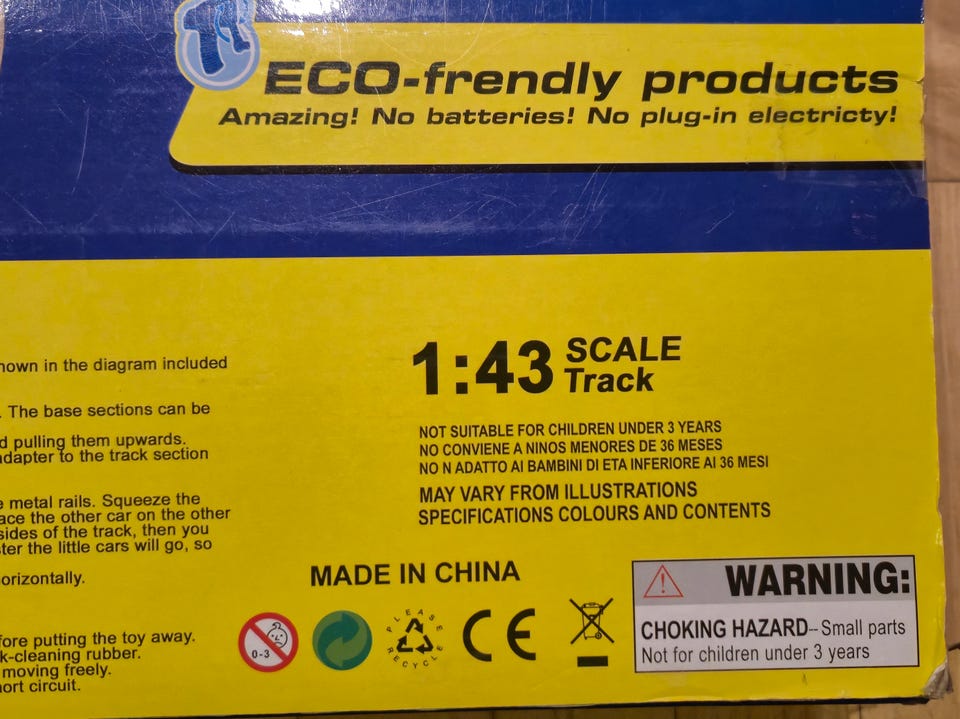 ECO-frendly products
Amazing! No batteries! No plug-in electricty!
hown in the diagram included
. The base sections can be
d pulling them upwards.
dapter to the track section
e metal rails. Squeeze the
ace the other car on the other
sides of the track, then you
ster the little cars will go, so
orizontally.
fore putting the toy away.
k-cleaning rubber.
moving freely.
ort circuit.
1:43 SCALE
Track
NOT SUITABLE FOR CHILDREN UNDER 3 YEARS
NO CONVIENE A NINOS MENORES DE 36 MESES
NO N ADATTO AI BAMBINI DI ETA INFERIORE AI 36 MESI
MAY VARY FROM ILLUSTRATIONS
SPECIFICATIONS COLOURS AND CONTENTS
MADE IN CHINA
0-3
PLEASE
RECYCLE
CE
WARNING:
CHOKING HAZARD--Small parts
Not for children under 3 years